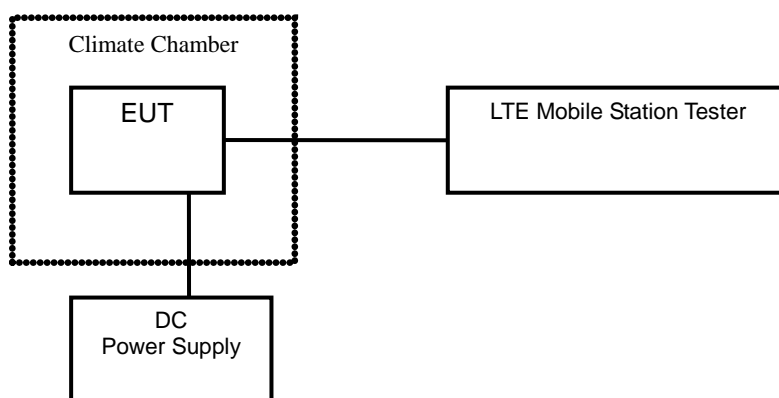 Climate Chamber
EUT
LTE Mobile Station Tester
DC
Power Supply